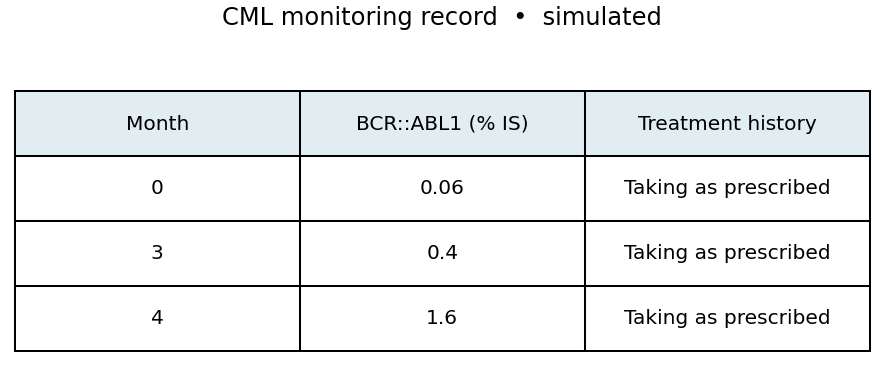 CML monitoring record • simulated
Month BCR::ABL1 (% IS) Treatment history
0 0.06 Taking as prescribed
3 0.4 Taking as prescribed
4 1.6 Taking as prescribed